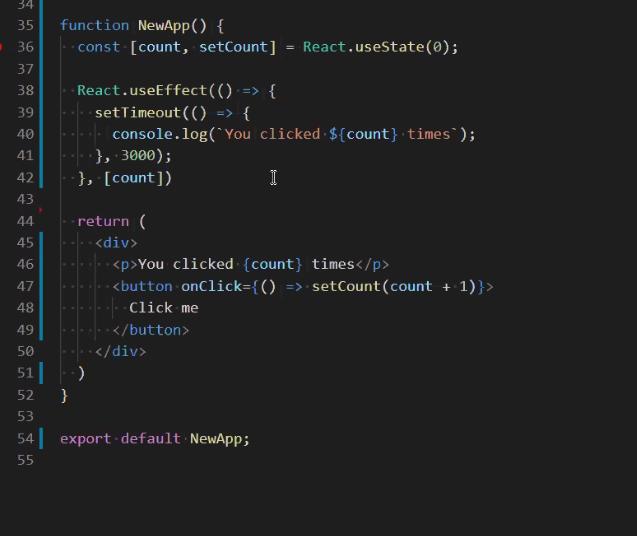 34
35 function NewApp() {
36   const [count, setCount] = React.useState(0);
37
38   React.useEffect(() => {
39     setTimeout(() => {
40       console.log(`You clicked ${count} times`);
41     }, 3000);
42   }, [count])
43
44   return (
45     <div>
46       <p>You clicked {count} times</p>
47       <button onClick={() => setCount(count + 1)}>
48         Click me
49       </button>
50     </div>
51   )
52 }
53
54 export default NewApp;
55